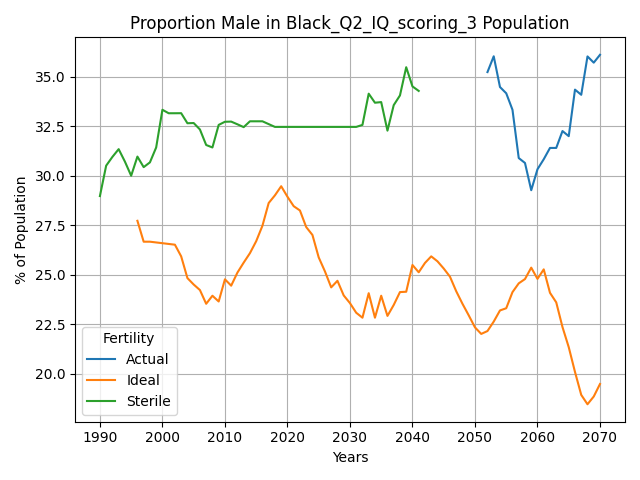 Proportion Male in Black_Q2_IQ_scoring_3 Population
% of Population
35.0
32.5
30.0
27.5
25.0
22.5
20.0
Fertility
Actual
Ideal
Sterile
1990 2000 2010 2020 2030 2040 2050 2060 2070
Years